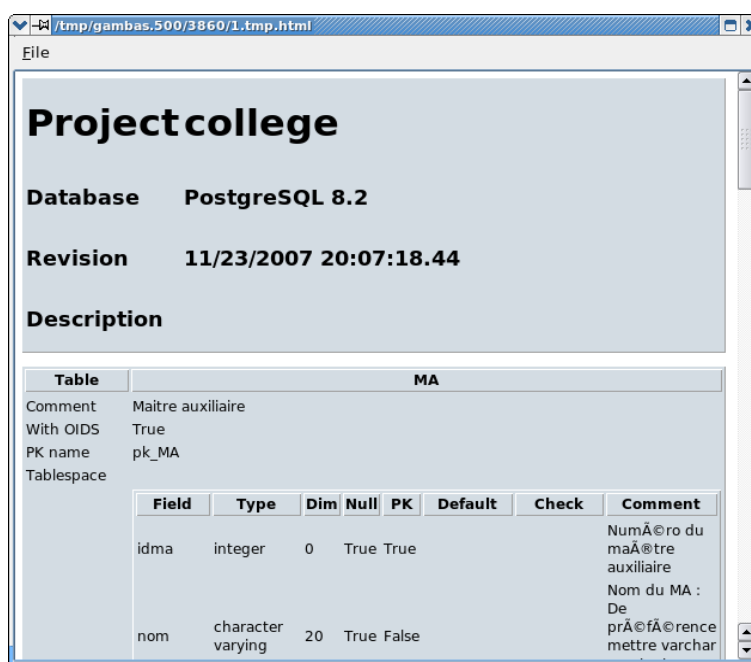 /tmp/gambas.500/3860/1.tmp.html
File
Project college
Database PostgreSQL 8.2
Revision 11/23/2007 20:07:18.44
Description
Table MA
Comment Maitre auxiliaire
With OIDS True
PK name pk_MA
Tablespace
Field Type Dim Null PK Default Check Comment
idma integer 0 True True NumÃ©ro du
maÃ®tre
auxiliaire
nom character varying 20 True False Nom du MA :
De
prÃ©fÃ©rence
mettre varchar